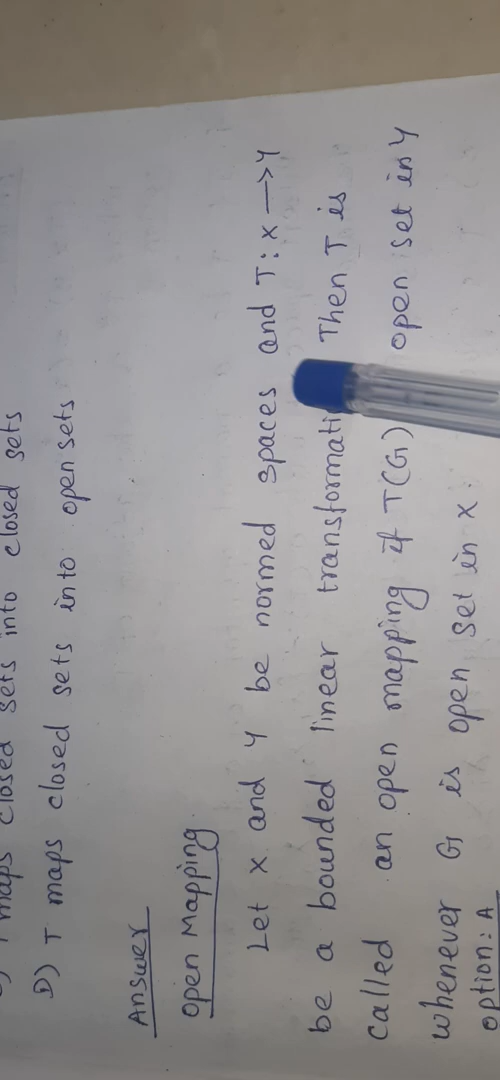 maps closed sets into closed sets
D) T maps closed sets into open sets
Answer
Open Mapping.
Let X and Y be normed spaces and T: X → Y
be a bounded linear Then T is
called an open mapping if T(G) open set in Y
whenever G is open set in X.
option: A